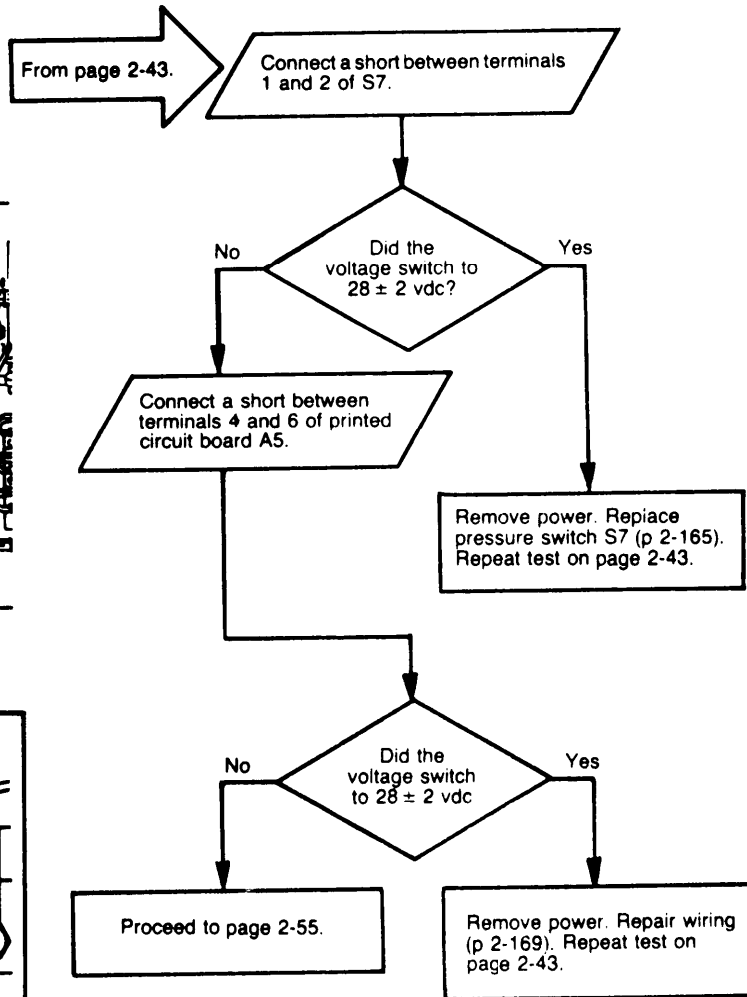 From page 2-43.
Connect a short between terminals
1 and 2 of S7.
No
Did the
voltage switch to
28 ± 2 vdc?
Yes
Connect a short between
terminals 4 and 6 of printed
circuit board A5.
Remove power. Replace
pressure switch S7 (p 2-165).
Repeat test on page 2-43.
No
Did the
voltage switch
to 28 ± 2 vdc
Yes
Proceed to page 2-55.
Remove power. Repair wiring
(p 2-169). Repeat test on
page 2-43.